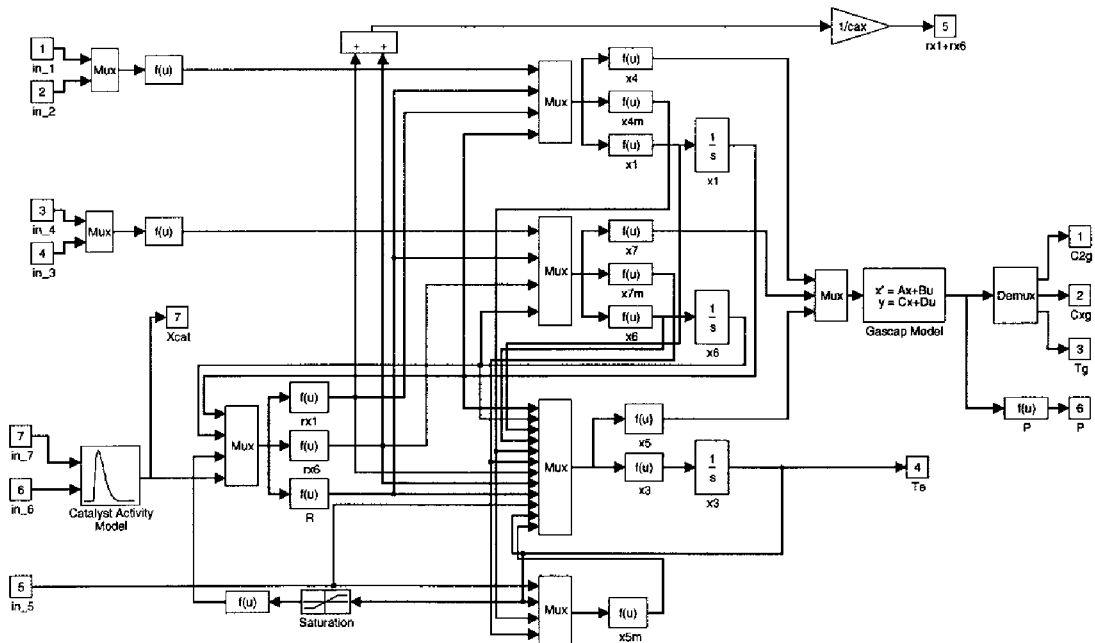 1/cax
5
rx1+rx6
+ +
1
in_1
2
in_2
Mux
f(u)
Mux
f(u)
x4
f(u)
x4m
f(u)
x1
1
s
x1
3
in_4
4
in_3
Mux
f(u)
Mux
f(u)
x7
f(u)
x7m
f(u)
x6
1
s
x6
Mux
x' = Ax+Bu
y = Cx+Du
Gascap Model
Demux
1
C2g
2
Cxg
3
Tg
f(u)
P
6
P
7
Xcat
7
in_7
6
in_6
Catalyst Activity
Model
Mux
f(u)
rx1
f(u)
rx6
f(u)
R
Mux
f(u)
x5
f(u)
x3
1
s
x3
4
Te
5
in_5
f(u)
Saturation
Mux
f(u)
x5m